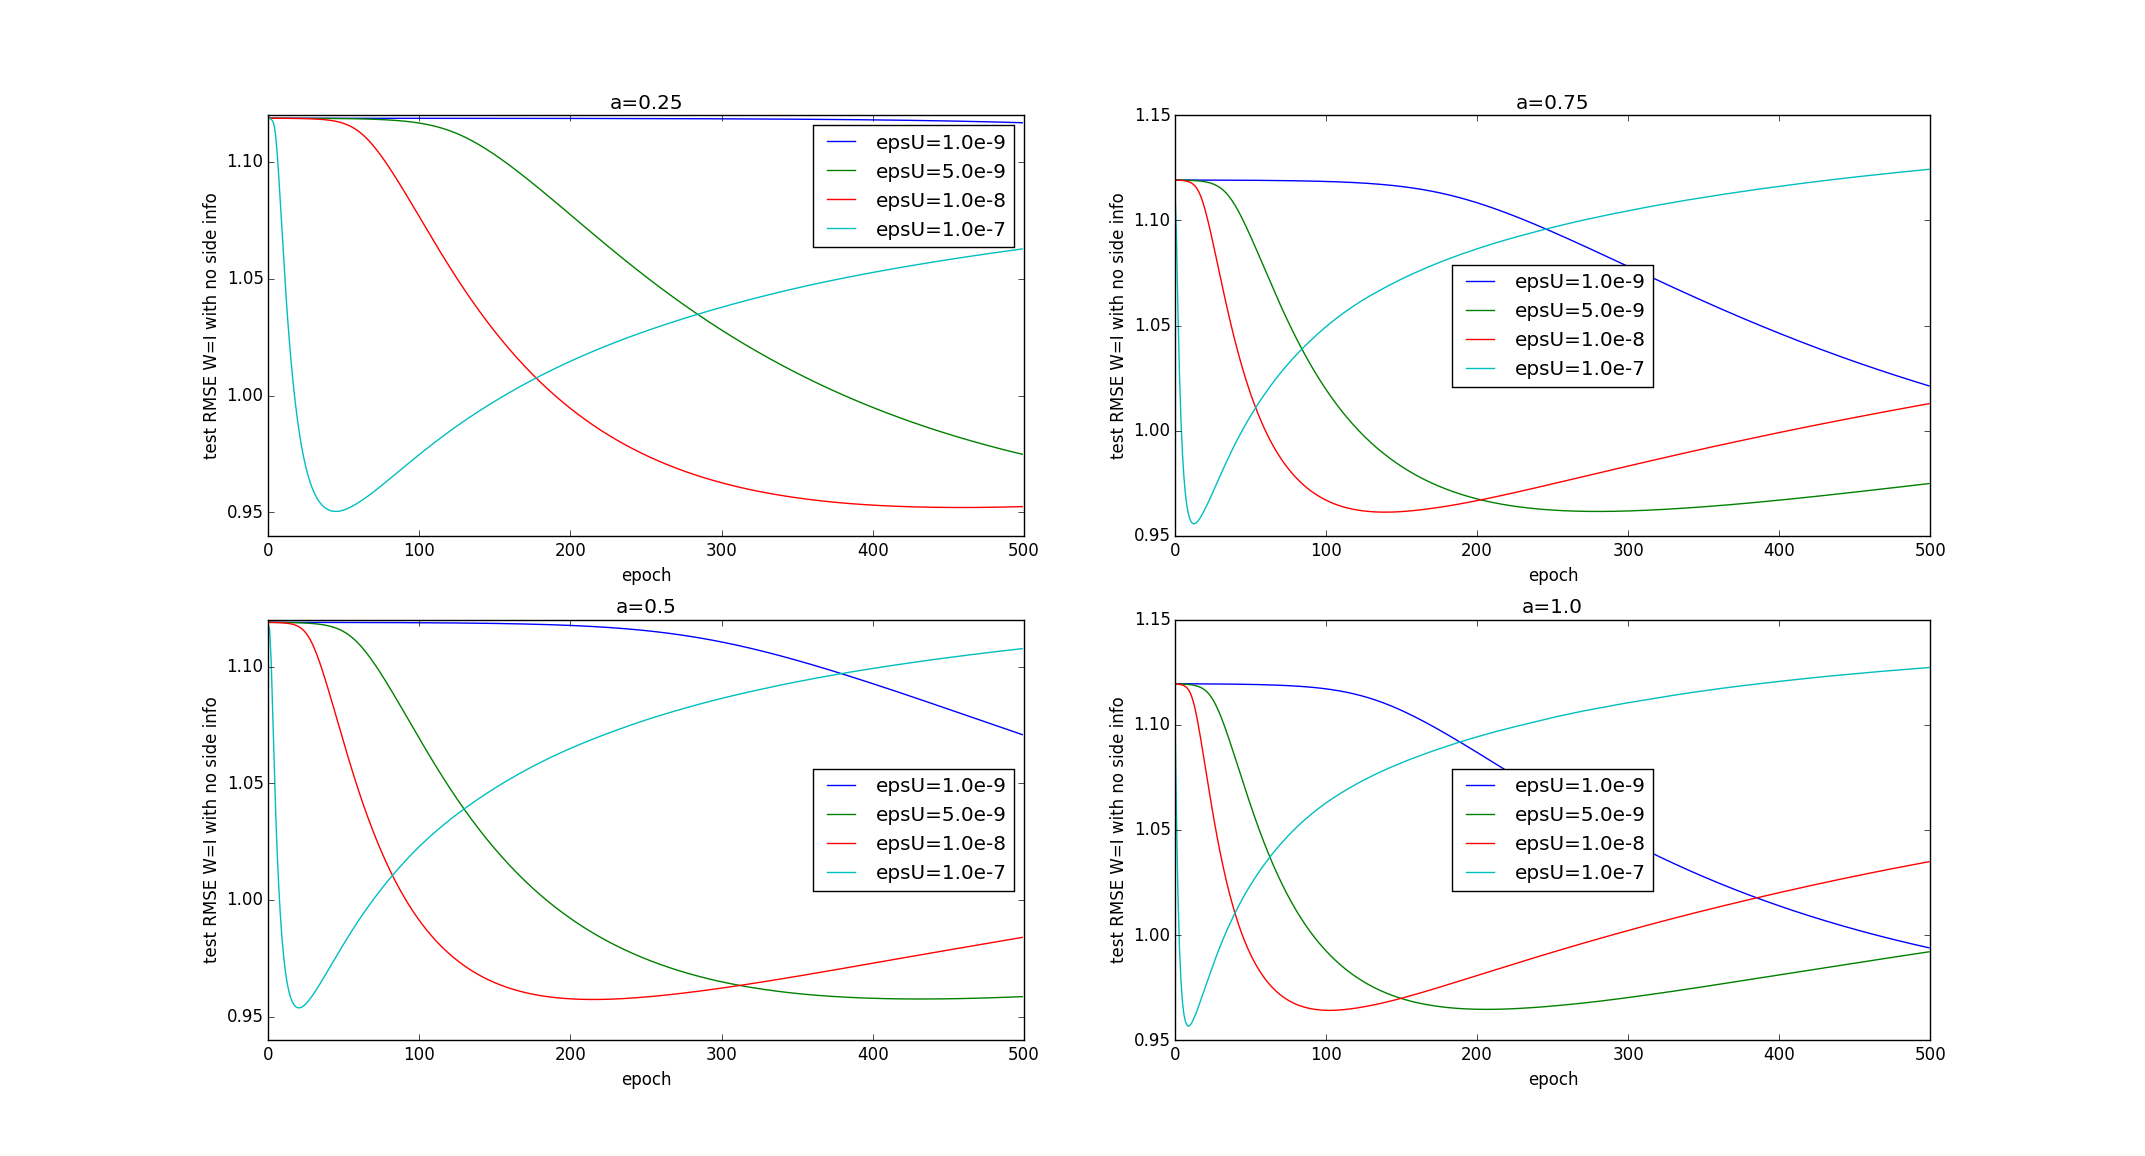 a=0.25
test RMSE W=I with no side info
1.10
1.05
1.00
0.95
epsU=1.0e-9
epsU=5.0e-9
epsU=1.0e-8
epsU=1.0e-7
0 100 200 300 400 500
epoch
a=0.75
test RMSE W=I with no side info
1.15
1.10
1.05
1.00
0.95
epsU=1.0e-9
epsU=5.0e-9
epsU=1.0e-8
epsU=1.0e-7
0 100 200 300 400 500
epoch
a=0.5
test RMSE W=I with no side info
1.10
1.05
1.00
0.95
epsU=1.0e-9
epsU=5.0e-9
epsU=1.0e-8
epsU=1.0e-7
0 100 200 300 400 500
epoch
a=1.0
test RMSE W=I with no side info
1.15
1.10
1.05
1.00
0.95
epsU=1.0e-9
epsU=5.0e-9
epsU=1.0e-8
epsU=1.0e-7
0 100 200 300 400 500
epoch